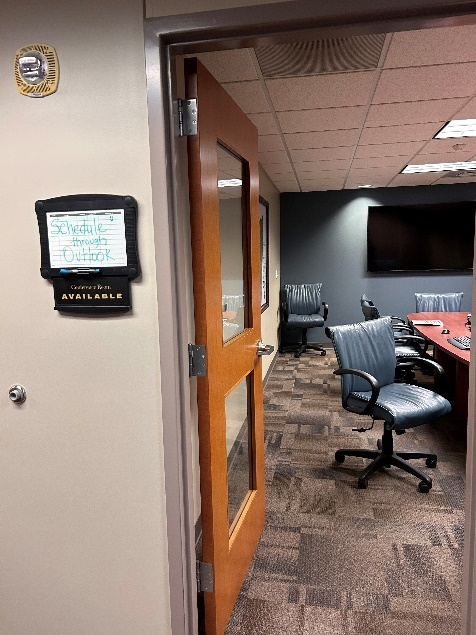 Schedule
through
Outlook
Conference Room
AVAILABLE